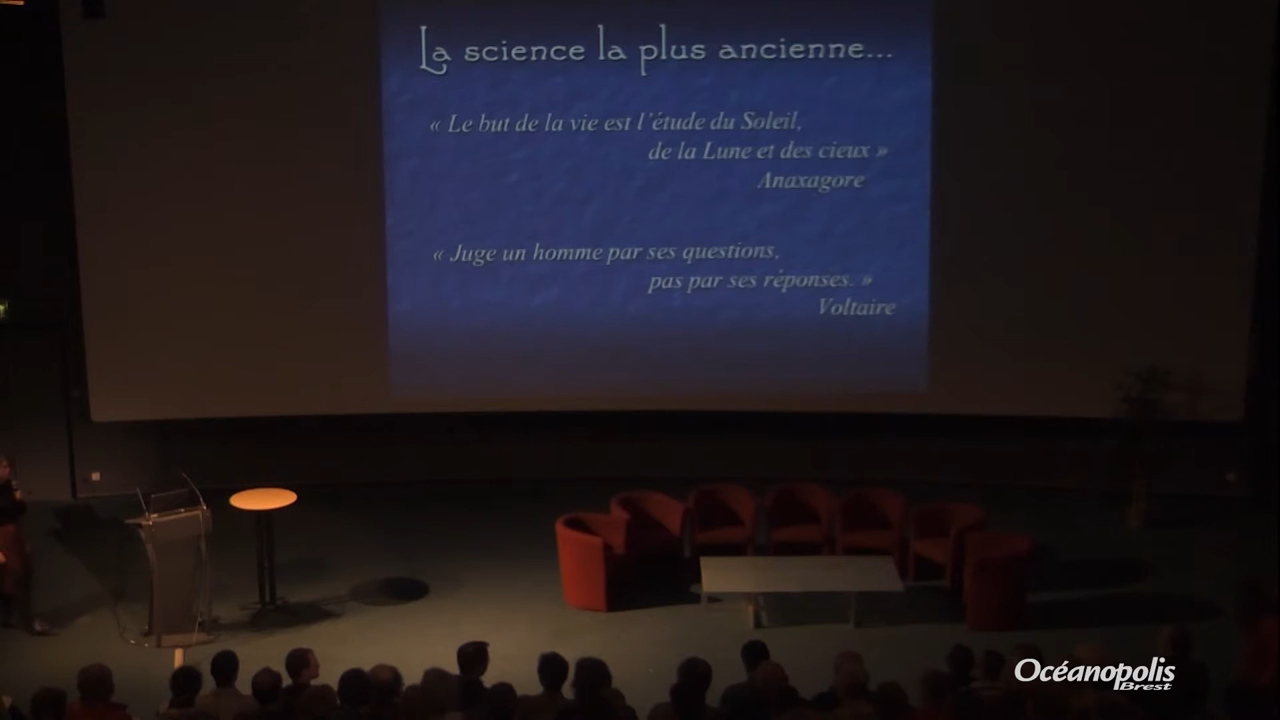 La science la plus ancienne...
« Le but de la vie est l'étude du Soleil,
de la Lune et des cieux »
Anaxagore
« Juge un homme par ses questions,
pas par ses réponses. »
Voltaire
Océanopolis
Brest